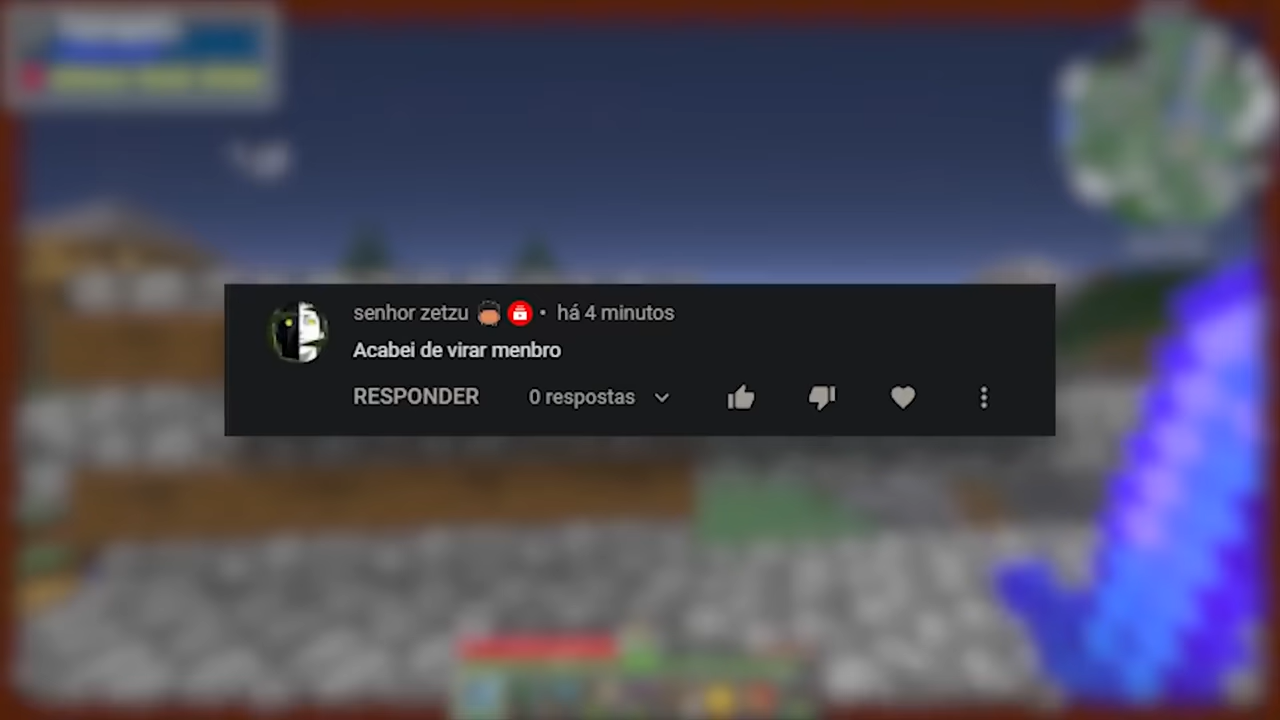 senhor zetzu • há 4 minutos
Acabei de virar menbro
RESPONDER 0 respostas